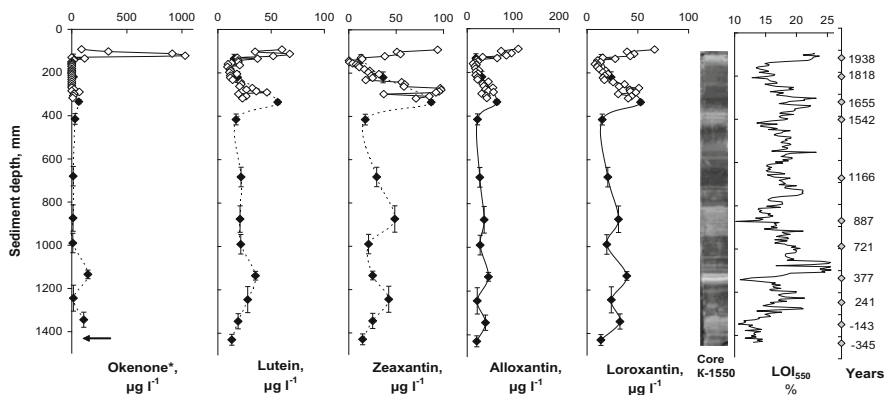 0 500 1000
0 50 100
0 50 100
0 50 100 150
0 50 100
10 15 20 25
0
200
400
600
800
1000
1200
1400
Sediment depth, mm
1938
1818
1655
1542
1166
887
721
377
241
-143
-345
Okenone*,
µg l-1
Lutein,
µg l-1
Zeaxantin,
µg l-1
Alloxantin,
µg l-1
Loroxantin,
µg l-1
Core
K-1550
LOI550
%
Years